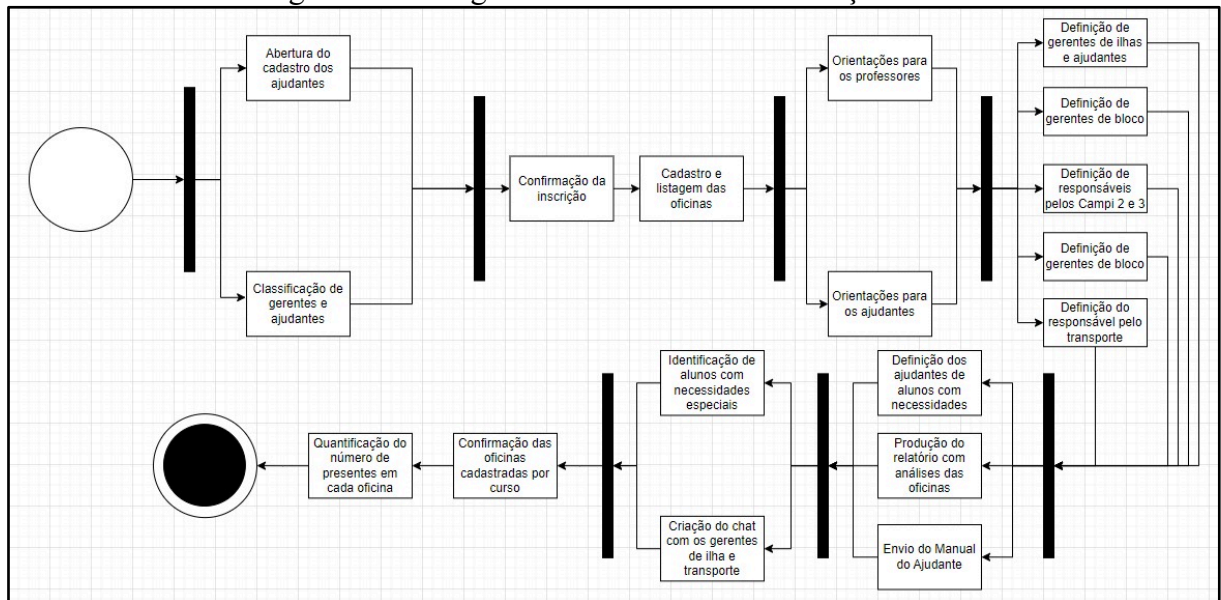 Abertura do
cadastro dos
ajudantes
Classificação de
gerentes e
ajudantes
Confirmação da
inscrição
Cadastro e
listagem das
oficinas
Orientações para
os professores
Orientações para
os ajudantes
Definição de
gerentes de ilhas
e ajudantes
Definição de
gerentes de bloco
Definição de
responsáveis
pelos Campi 2 e 3
Definição de
gerentes de bloco
Definição do
responsável pelo
transporte
Definição dos
ajudantes de
alunos com
necessidades
Produção do
relatório com
análises das
oficinas
Envio do Manual
do Ajudante
Identificação de
alunos com
necessidades
especiais
Criação do chat
com os gerentes
de ilha e
transporte
Confirmação das
oficinas
cadastradas por
curso
Quantificação do
número de
presentes em
cada oficina